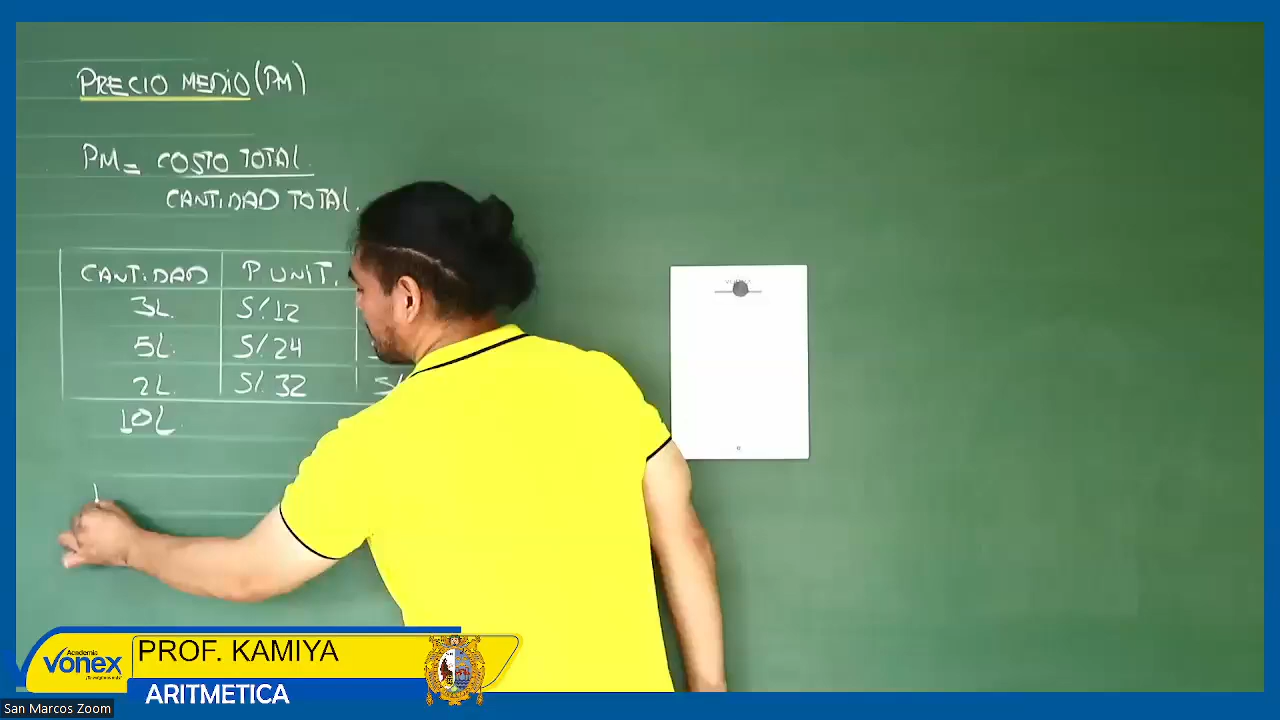 PRECIO MEDIO (PM)
PM = COSTO TOTAL.
CANTIDAD TOTAL.
CANTIDAD P UNIT.
3L. S/. 12
5L. S/. 24
2L. S/. 32 S/
10L.
PROF. KAMIYA
Academia
vonex
ARITMETICA
San Marcos Zoom